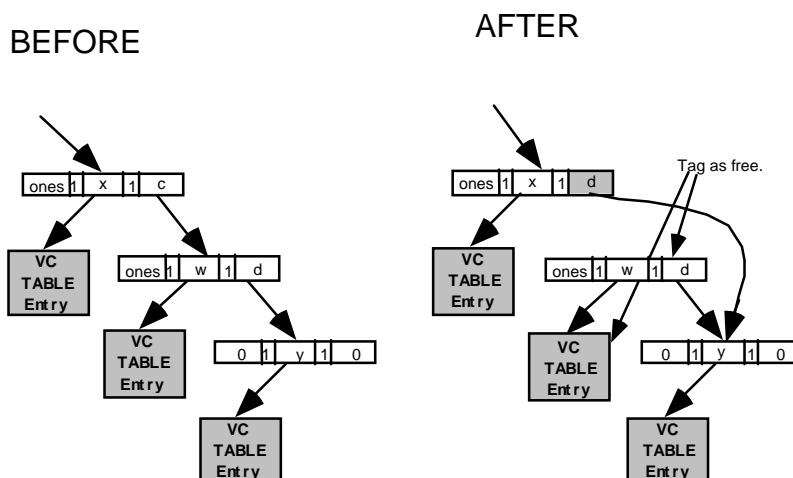 BEFORE
AFTER
ones 1 x 1 c
VC
TABLE
Entry
ones 1 w 1 d
VC
TABLE
Entry
0 1 y 1 0
VC
TABLE
Entry
ones 1 x 1 d
Tag as free.
VC
TABLE
Entry
ones 1 w 1 d
VC
TABLE
Entry
0 1 y 1 0
VC
TABLE
Entry